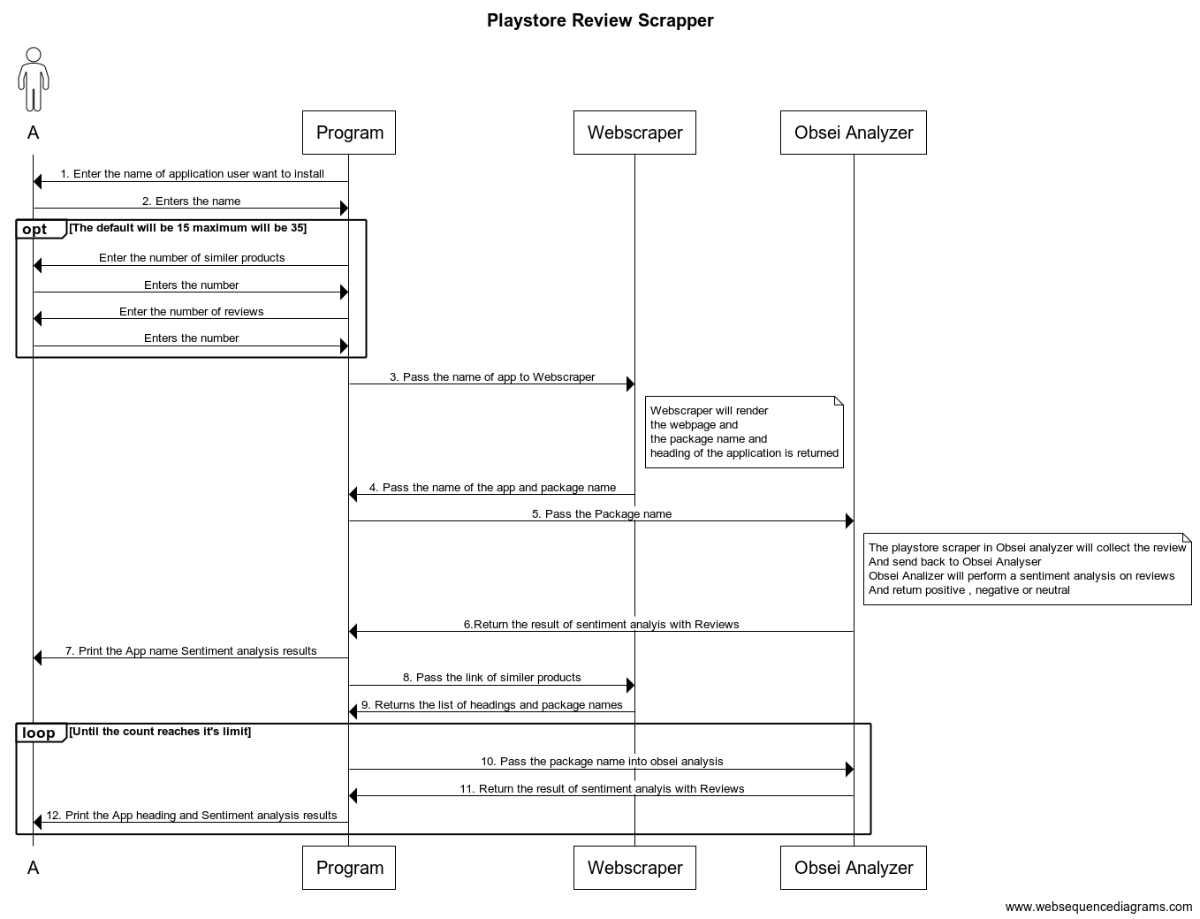 Playstore Review Scrapper
A
Program
Webscraper
Obsei Analyzer
1. Enter the name of application user want to install
2. Enters the name
opt
[The default will be 15 maximum will be 35]
Enter the number of similer products
Enters the number
Enter the number of reviews
Enters the number
3. Pass the name of app to Webscraper
Webscraper will render
the webpage and
the package name and
heading of the application is returned
4. Pass the name of the app and package name
5. Pass the Package name
The playstore scraper in Obsei analyzer will collect the review
And send back to Obsei Analyser
Obsei Analizer will perform a sentiment analysis on reviews
And return positive , negative or neutral
6.Return the result of sentiment analyis with Reviews
7. Print the App name Sentiment analysis results
8. Pass the link of similer products
9. Returns the list of headings and package names
loop
[Until the count reaches it's limit]
10. Pass the package name into obsei analysis
11. Return the result of sentiment analyis with Reviews
12. Print the App heading and Sentiment analysis results
A
Program
Webscraper
Obsei Analyzer
www.websequencediagrams.com